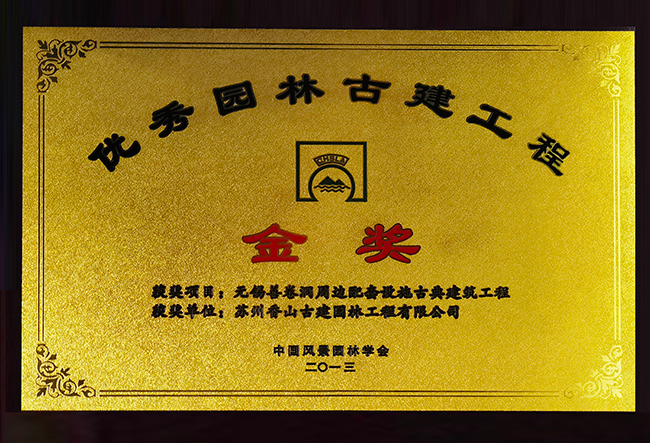 优秀园林古建工程
CHSLA
金奖
获奖项目：无锡善卷洞周边配套设施古典建筑工程
获奖单位：苏州香山古建园林工程有限公司
中国风景园林学会
二〇一三